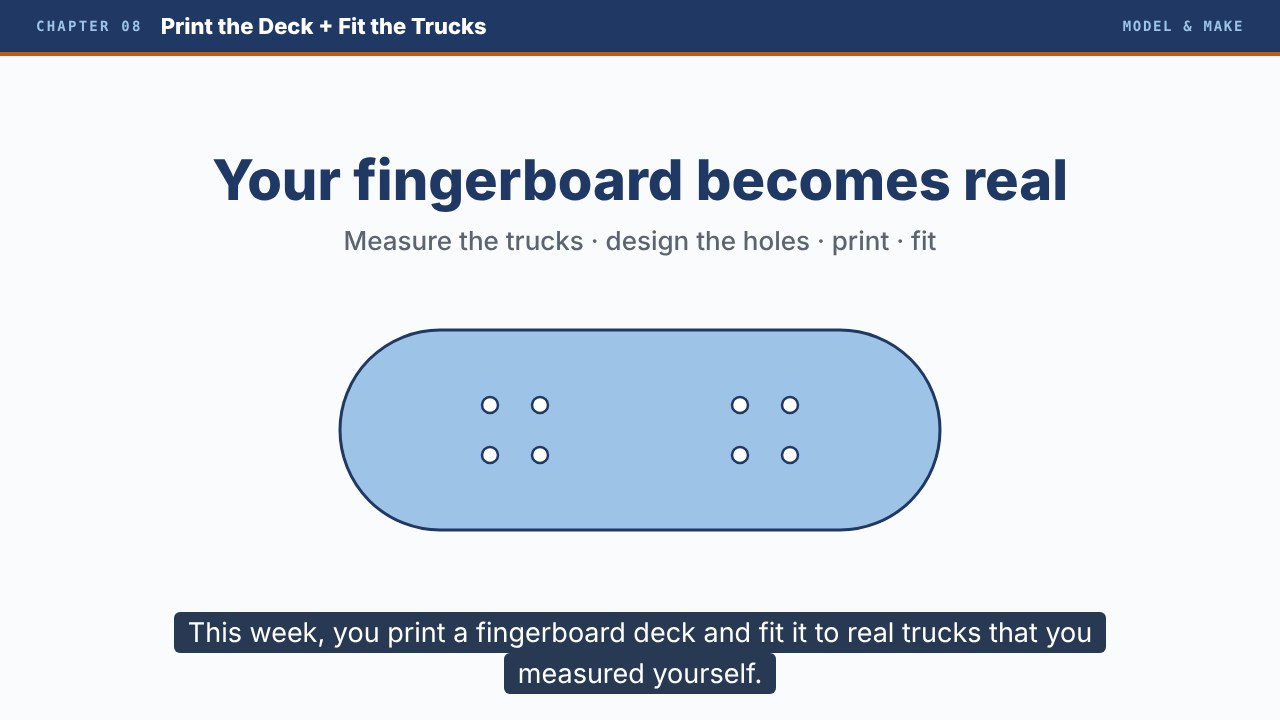 CHAPTER 08 Print the Deck + Fit the Trucks MODEL & MAKE
Your fingerboard becomes real
Measure the trucks · design the holes · print · fit
This week, you print a fingerboard deck and fit it to real trucks that you
measured yourself.